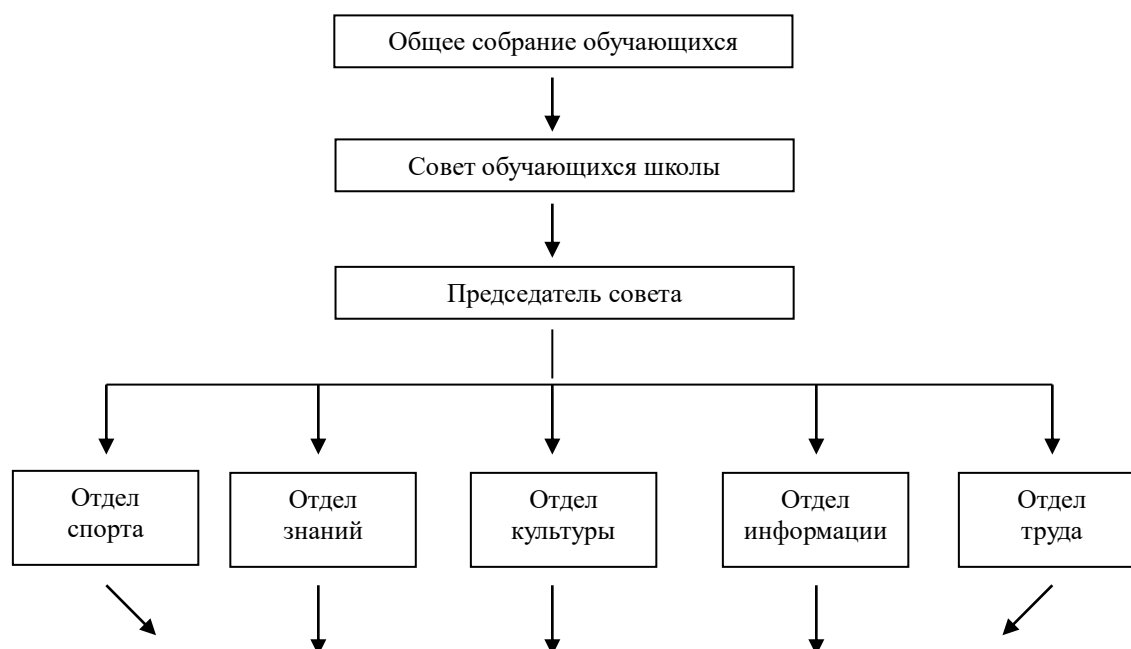 Общее собрание обучающихся
Совет обучающихся школы
Председатель совета
Отдел
спорта
Отдел
знаний
Отдел
культуры
Отдел
информации
Отдел
труда